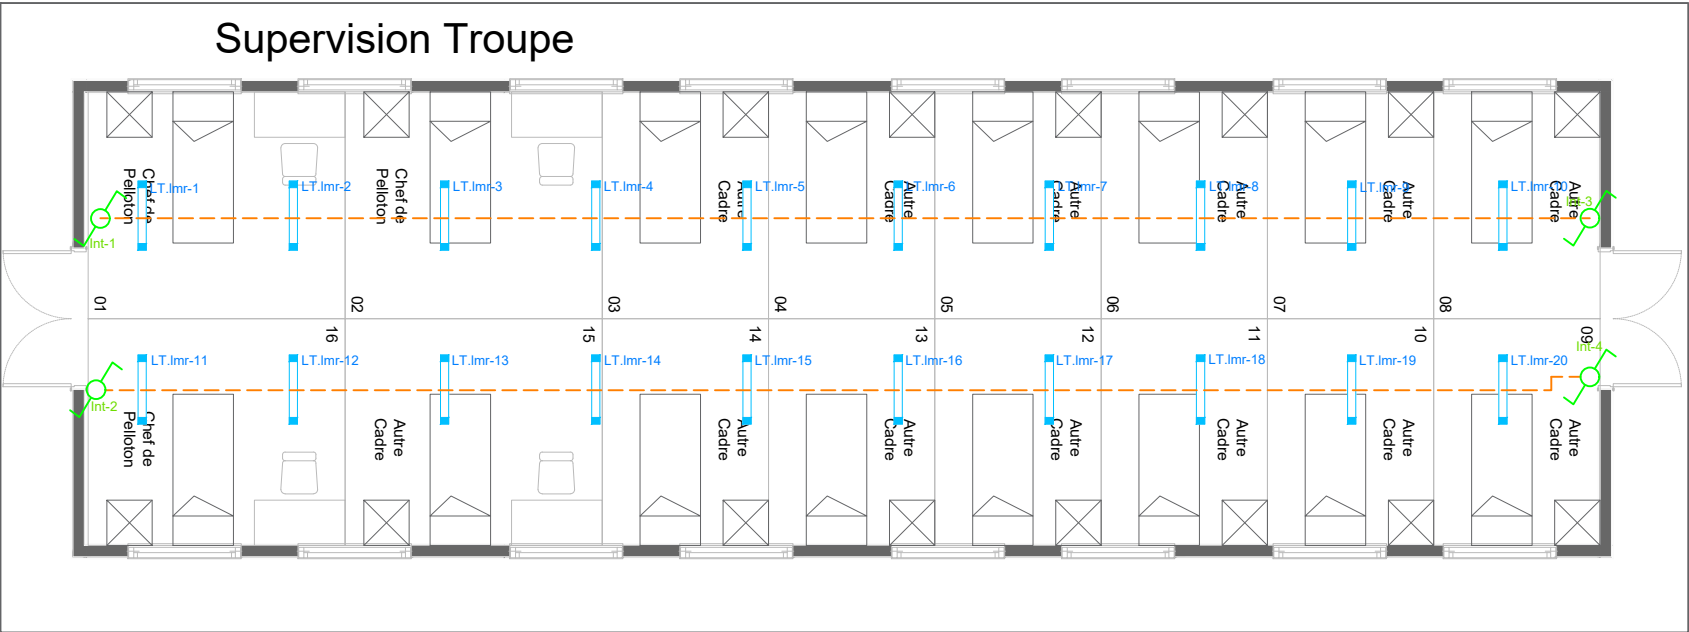 Supervision Troupe
Chef de
Pelloton
Chef de
Pelloton
Autre
Cadre
Autre
Cadre
Autre
Cadre
Autre
Cadre
Autre
Cadre
Autre
Cadre
LT.lmr-1
LT.lmr-2
LT.lmr-3
LT.lmr-4
LT.lmr-5
LT.lmr-6
LT.lmr-7
LT.lmr-8
LT.lmr-9
LT.lmr-10
Int-1
Int-3
01
02
03
04
05
06
07
08
09
16
15
14
13
12
11
10
Int-4
LT.lmr-11
LT.lmr-12
LT.lmr-13
LT.lmr-14
LT.lmr-15
LT.lmr-16
LT.lmr-17
LT.lmr-18
LT.lmr-19
LT.lmr-20
Int-2
Chef de
Pelloton
Autre
Cadre
Autre
Cadre
Autre
Cadre
Autre
Cadre
Autre
Cadre
Autre
Cadre
Autre
Cadre